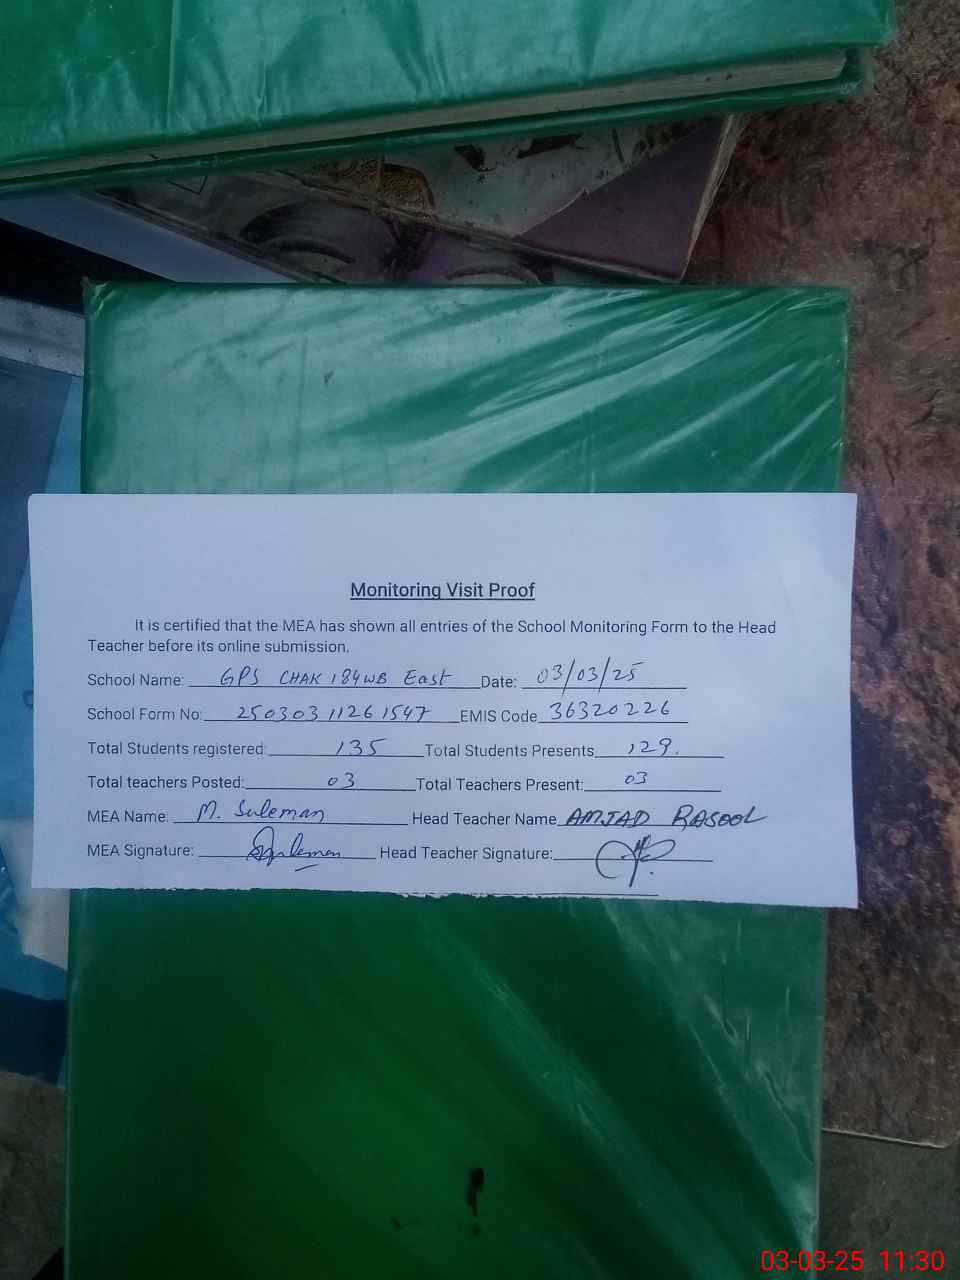 Monitoring Visit Proof
It is certified that the MEA has shown all entries of the School Monitoring Form to the Head
Teacher before its online submission.
School Name: GPS CHAK 184WB East Date: 03/03/25
School Form No: 25030311261547 EMIS Code 36320226
Total Students registered: 135 Total Students Presents 129.
Total teachers Posted: 03 Total Teachers Present: 03
MEA Name: M. Suleman Head Teacher Name AMJAD RASOOL
MEA Signature: Suleman Head Teacher Signature:
03-03-25 11:30